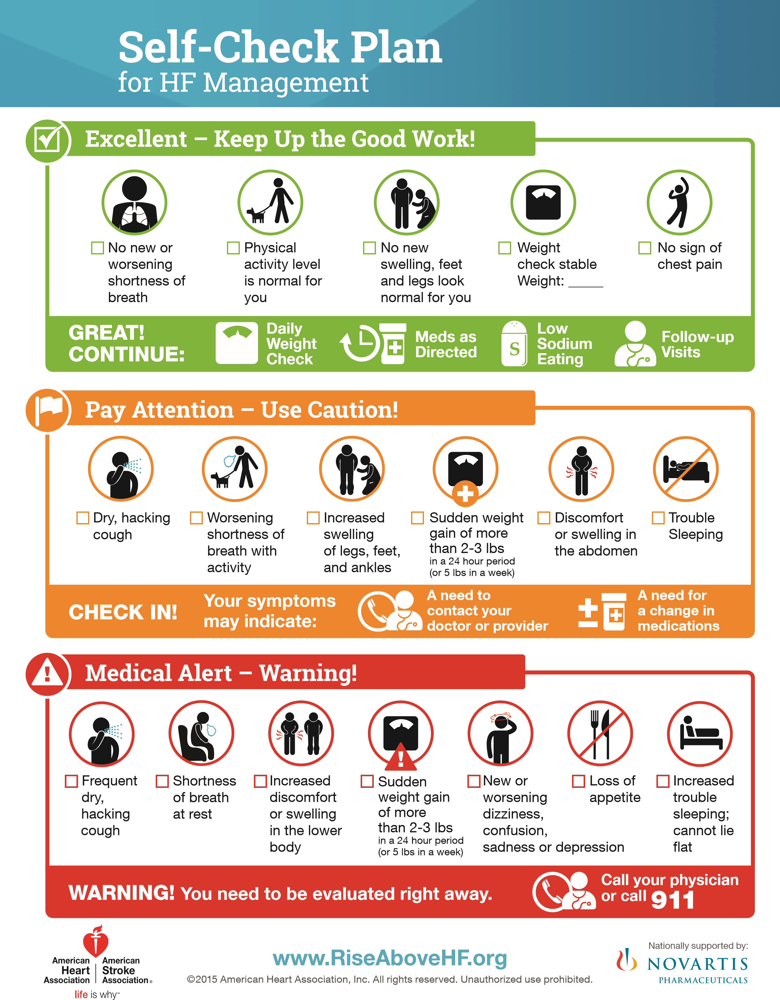 Self-Check Plan
for HF Management
Excellent – Keep Up the Good Work!
No new or
worsening
shortness of
breath
Physical
activity level
is normal for
you
No new
swelling, feet
and legs look
normal for you
Weight
check stable
Weight: _____
No sign of
chest pain
GREAT!
CONTINUE:
Daily
Weight
Check
Meds as
Directed
S
Low
Sodium
Eating
Follow-up
Visits
Pay Attention – Use Caution!
Dry, hacking
cough
Worsening
shortness of
breath with
activity
Increased
swelling
of legs, feet,
and ankles
Sudden weight
gain of more
than 2-3 lbs
in a 24 hour period
(or 5 lbs in a week)
Discomfort
or swelling in
the abdomen
Trouble
Sleeping
CHECK IN!
Your symptoms
may indicate:
A need to
contact your
doctor or provider
A need for
a change in
medications
Medical Alert – Warning!
Frequent
dry,
hacking
cough
Shortness
of breath
at rest
Increased
discomfort
or swelling
in the lower
body
Sudden
weight gain
of more
than 2-3 lbs
in a 24 hour period
(or 5 lbs in a week)
New or
worsening
dizziness,
confusion,
sadness or depression
Loss of
appetite
Increased
trouble
sleeping;
cannot lie
flat
WARNING! You need to be evaluated right away.
Call your physician
or call 911
American
Heart
Association
American
Stroke
Association®
life is why™
www.RiseAboveHF.org
©2015 American Heart Association, Inc. All rights reserved. Unauthorized use prohibited.
Nationally supported by:
NOVARTIS
PHARMACEUTICALS